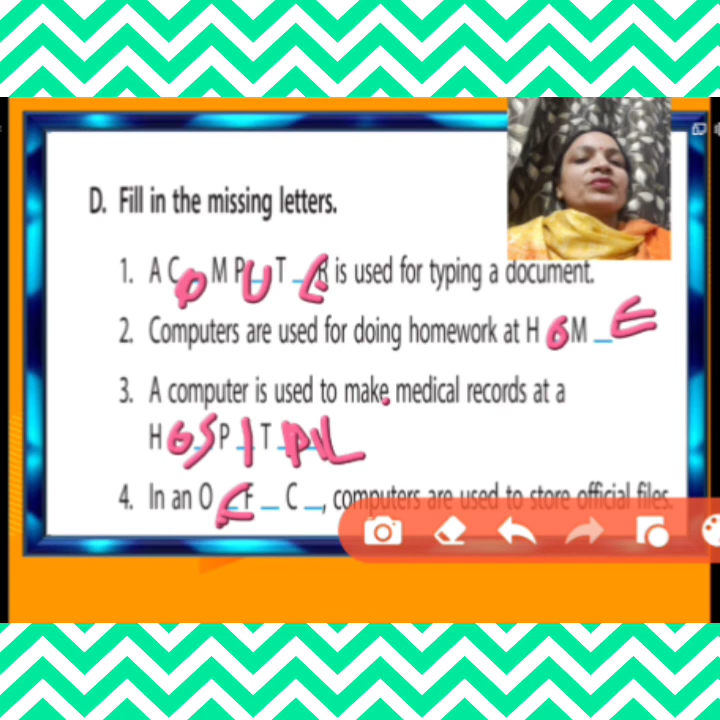 D. Fill in the missing letters.
1. A C O M P U T E R is used for typing a document.
2. Computers are used for doing homework at H O M E
3. A computer is used to make medical records at a
H O S P I T A L
4. In an O F F _ C _, computers are used to store official files.